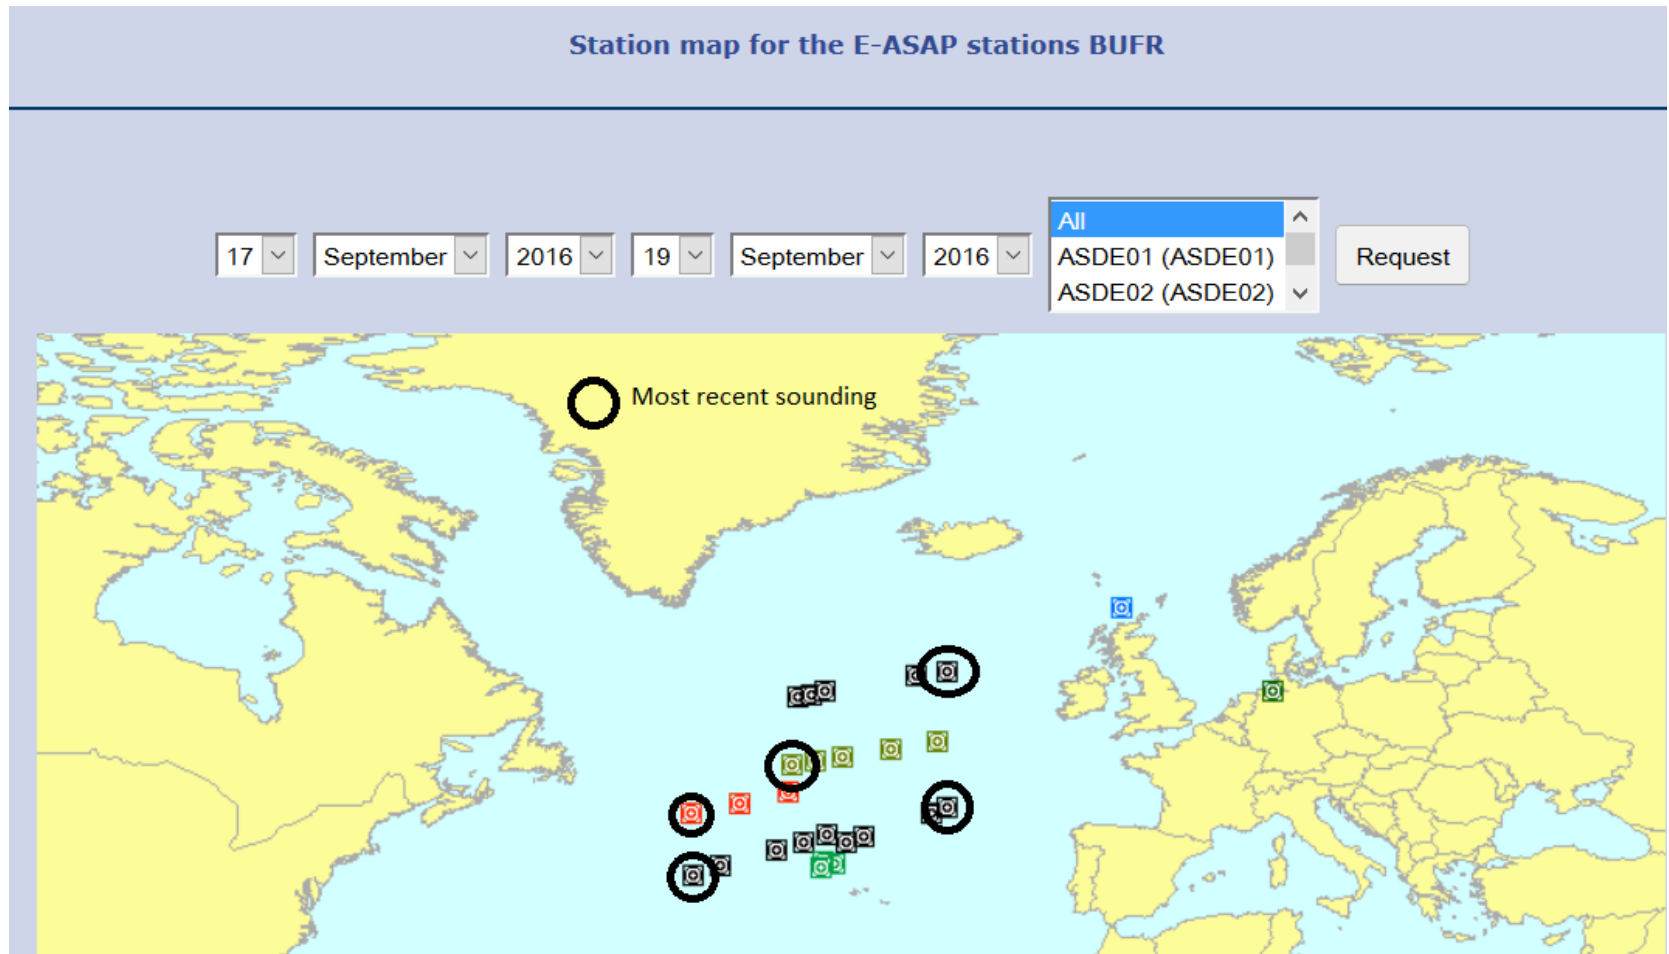 Station map for the E-ASAP stations BUFR
All
17 September 2016 19 September 2016 ASDE01 (ASDE01) Request
ASDE02 (ASDE02)
Most recent sounding